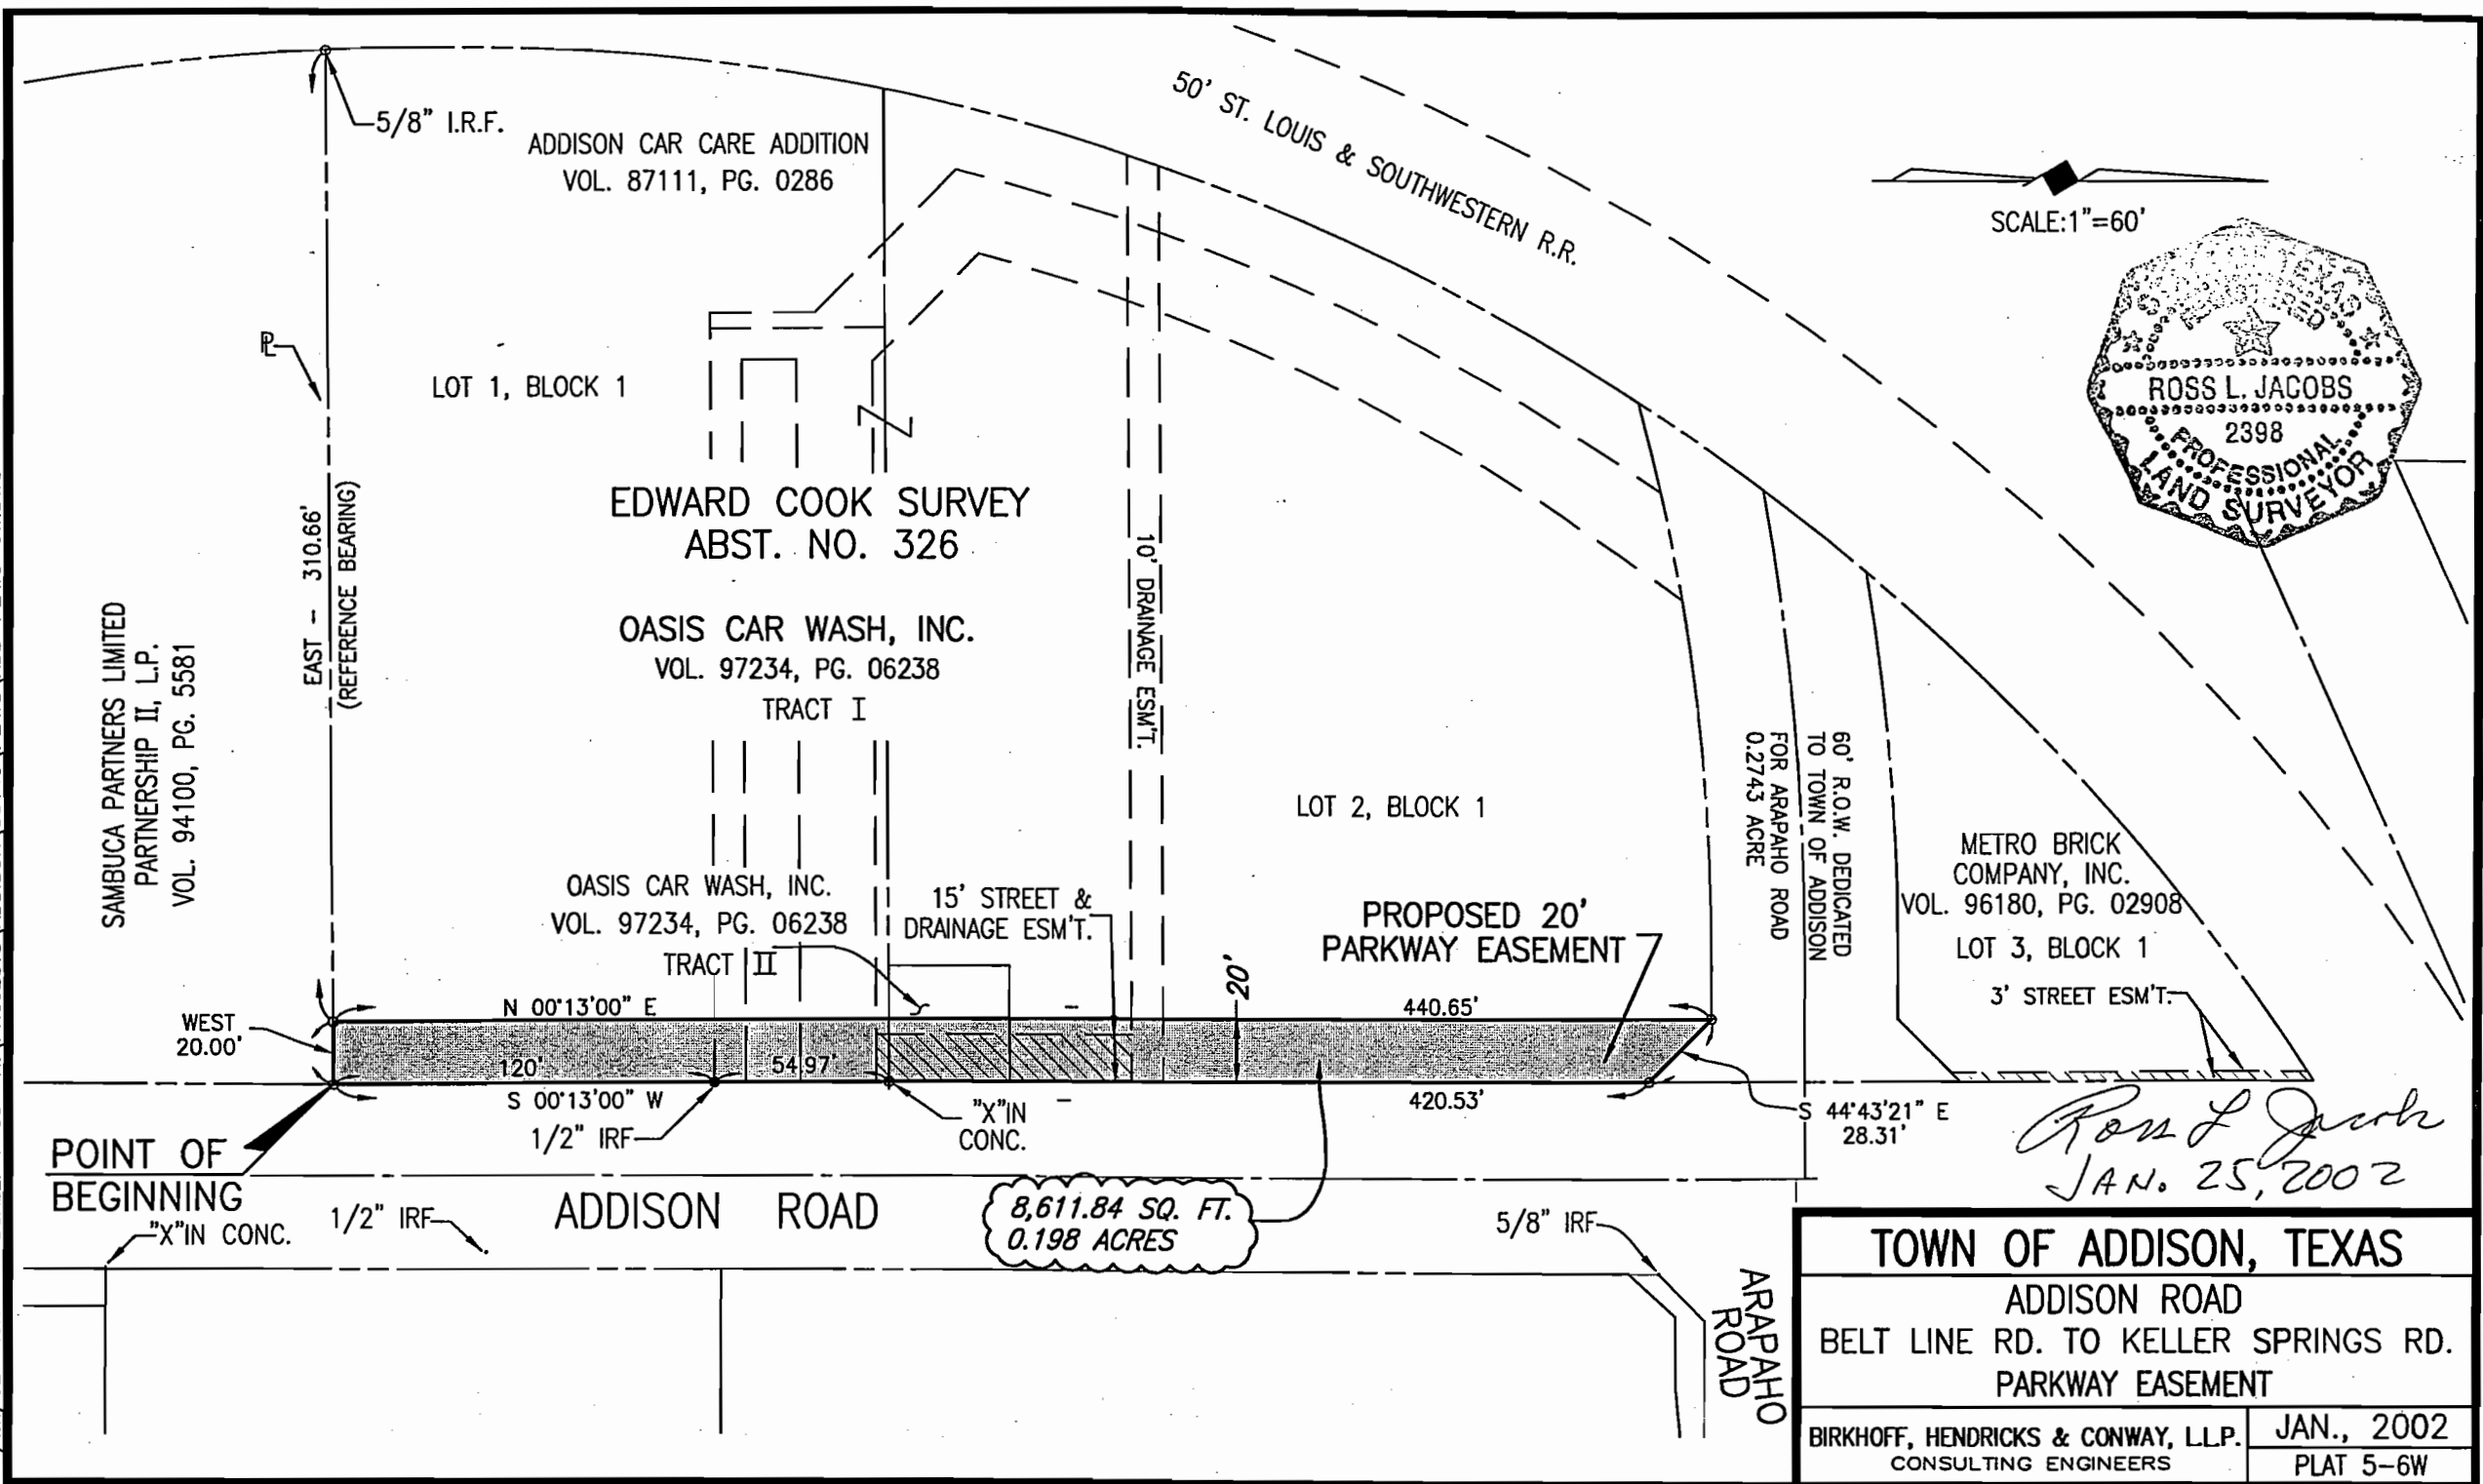 50' ST. LOUIS & SOUTHWESTERN R.R.
5/8" I.R.F.
ADDISON CAR CARE ADDITION
VOL. 87111, PG. 0286
SCALE:1"=60'
ROSS L. JACOBS
2398
PROFESSIONAL
LAND SURVEYOR
PL
LOT 1, BLOCK 1
EAST - 310.66'
(REFERENCE BEARING)
EDWARD COOK SURVEY
ABST. NO. 326
10' DRAINAGE ESM'T.
SAMBUCA PARTNERS LIMITED
PARTNERSHIP II, L.P.
VOL. 94100, PG. 5581
OASIS CAR WASH, INC.
VOL. 97234, PG. 06238
TRACT I
LOT 2, BLOCK 1
60' R.O.W. DEDICATED
TO TOWN OF ADDISON
FOR ARAPAHO ROAD
0.2743 ACRE
METRO BRICK
COMPANY, INC.
VOL. 96180, PG. 02908
LOT 3, BLOCK 1
3' STREET ESM'T.
OASIS CAR WASH, INC.
VOL. 97234, PG. 06238
TRACT II
15' STREET &
DRAINAGE ESM'T.
PROPOSED 20'
PARKWAY EASEMENT
20'
WEST
20.00'
N 00°13'00" E - 440.65'
120'
54.97'
S 00°13'00" W - 420.53'
S 44°43'21" E
28.31'
1/2" IRF
"X"IN
CONC.
POINT OF
BEGINNING
Ross L Jacobs
JAN. 25, 2002
"X"IN CONC.
1/2" IRF
ADDISON ROAD
8,611.84 SQ. FT.
0.198 ACRES
5/8" IRF
ARAPAHO
ROAD
TOWN OF ADDISON, TEXAS
ADDISON ROAD
BELT LINE RD. TO KELLER SPRINGS RD.
PARKWAY EASEMENT
BIRKHOFF, HENDRICKS & CONWAY, L.L.P.
CONSULTING ENGINEERS
JAN., 2002
PLAT 5-6W